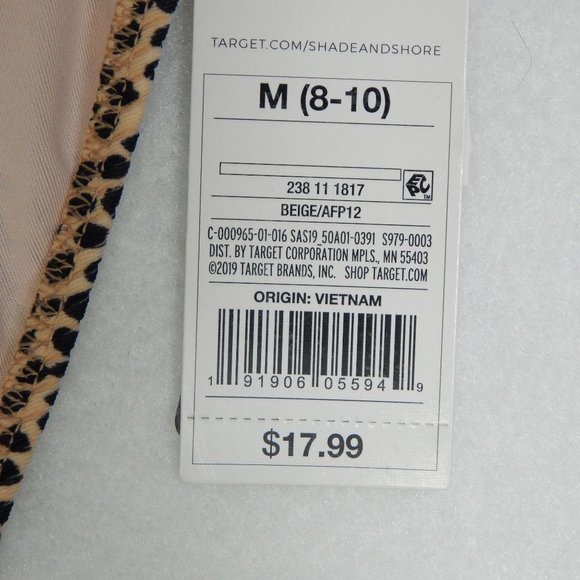 TARGET.COM/SHADEANDSHORE
M (8-10)
EPC TM
238 11 1817
BEIGE/AFP12
C-000965-01-016 SAS19_50A01-0391 S979-0003
DIST. BY TARGET CORPORATION MPLS., MN 55403
©2019 TARGET BRANDS, INC. SHOP TARGET.COM
ORIGIN: VIETNAM
1 91906 05594 9
$17.99